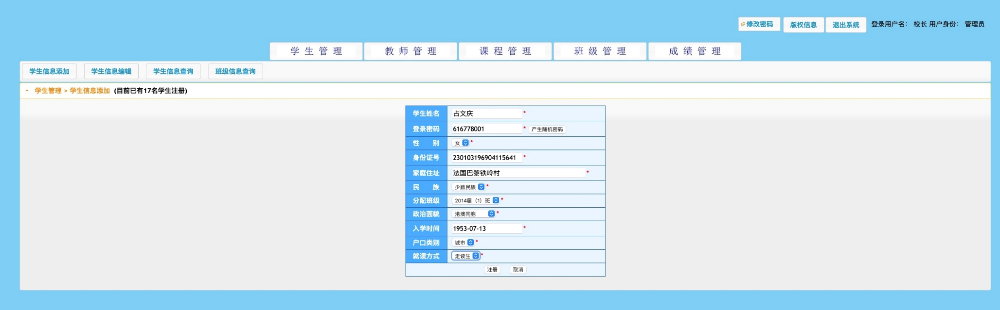 修改密码 版权信息 退出系统 登录用户名： 校长 用户身份： 管理员
学 生 管 理 教 师 管 理 课 程 管 理 班 级 管 理 成 绩 管 理
学生信息添加 学生信息编辑 学生信息查询 班级信息查询
学生管理 > 学生信息添加 (目前已有17名学生注册)
学生姓名 占文庆 *
登录密码 616778001 * 产生随机密码
性 别 女 *
身份证号 230103196904115641 *
家庭住址 法国巴黎铁岭村 *
民 族 少数民族 *
分配班级 2014届（1）班 *
政治面貌 港澳同胞 *
入学时间 1953-07-13 *
户口类别 城市 *
就读方式 走读生 *
注册 取消